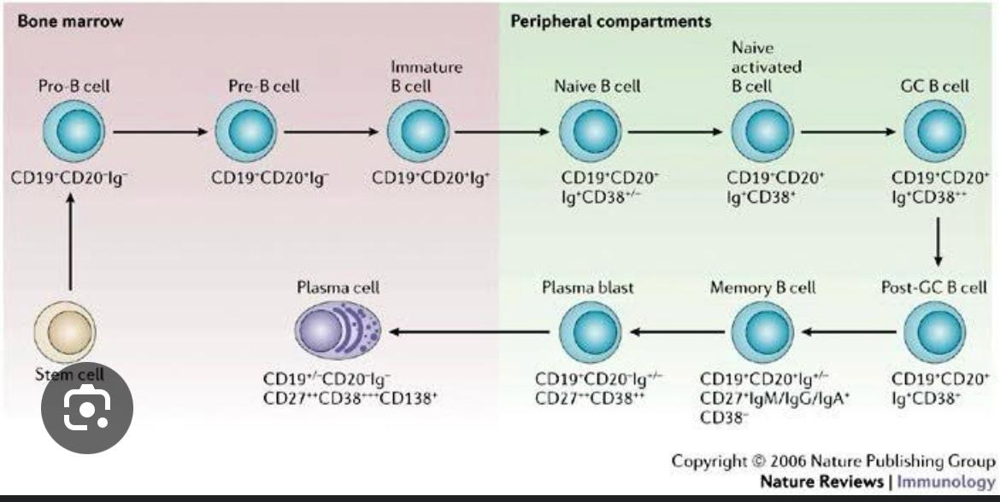 Bone marrow
Peripheral compartments
Pro-B cell
Pre-B cell
Immature
B cell
Naive B cell
Naive
activated
B cell
GC B cell
CD19⁺CD20⁻Ig⁻
CD19⁺CD20⁺Ig⁻
CD19⁺CD20⁺Ig⁺
CD19⁺CD20⁺
Ig⁺CD38⁺/⁻
CD19⁺CD20⁺
Ig⁺CD38⁺
CD19⁺CD20⁺
Ig⁺CD38⁺⁺
Stem cell
Plasma cell
Plasma blast
Memory B cell
Post-GC B cell
CD19⁺/⁻CD20⁻Ig⁻
CD27⁺⁺CD38⁺⁺⁺CD138⁺
CD19⁺CD20⁻Ig⁺/⁻
CD27⁺⁺CD38⁺⁺
CD19⁺CD20⁺Ig⁺/⁻
CD27⁺IgM/IgG/IgA⁺
CD38⁻
CD19⁺CD20⁺
Ig⁺CD38⁺
Copyright © 2006 Nature Publishing Group
Nature Reviews | Immunology